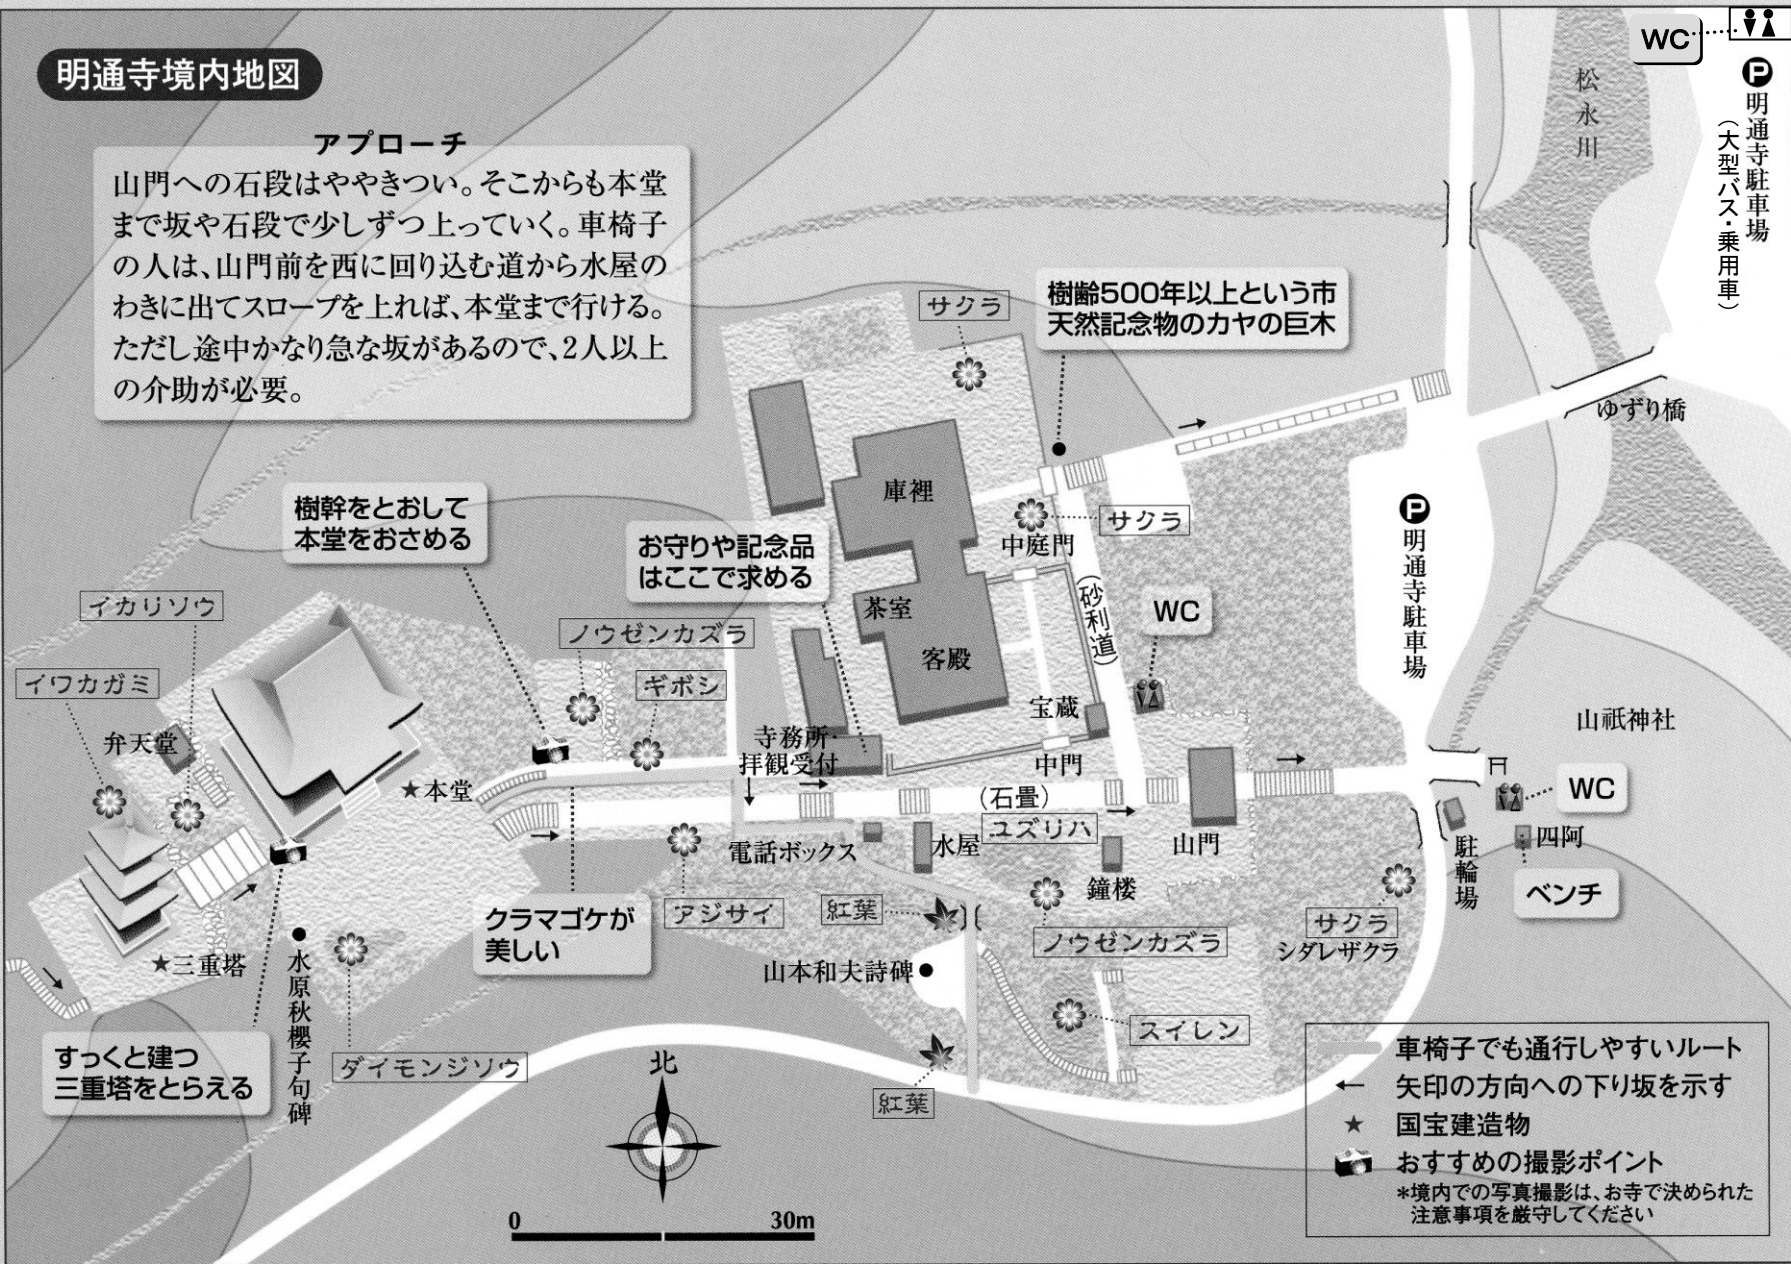 明通寺境内地図
アプローチ
山門への石段はややきつい。そこからも本堂
まで坂や石段で少しずつ上っていく。車椅子
の人は、山門前を西に回り込む道から水屋の
わきに出てスロープを上れば、本堂まで行ける。
ただし途中かなり急な坂があるので、2人以上
の介助が必要。
WC
松永川
P
明通寺駐車場
（大型バス・乗用車）
サクラ
樹齢500年以上という市
天然記念物のカヤの巨木
ゆずり橋
樹幹をとおして
本堂をおさめる
庫裡
お守りや記念品
はここで求める
サクラ
中庭門
P
明通寺駐車場
イカリソウ
ノウゼンカズラ
茶室
（砂利道）
WC
イワカガミ
ギボシ
客殿
宝蔵
山祇神社
弁天堂
寺務所・
拝観受付
中門
★本堂
（石畳）
WC
ユズリハ
電話ボックス
水屋
山門
四阿
駐輪場
鐘楼
ベンチ
クラマゴケが
美しい
アジサイ
紅葉
ノウゼンカズラ
サクラ
シダレザクラ
★三重塔
水原秋櫻子句碑
山本和夫詩碑
スイレン
すっくと建つ
三重塔をとらえる
ダイモンジソウ
紅葉
北
0 30m
車椅子でも通行しやすいルート
← 矢印の方向への下り坂を示す
★ 国宝建造物
おすすめの撮影ポイント
*境内での写真撮影は、お寺で決められた
注意事項を厳守してください